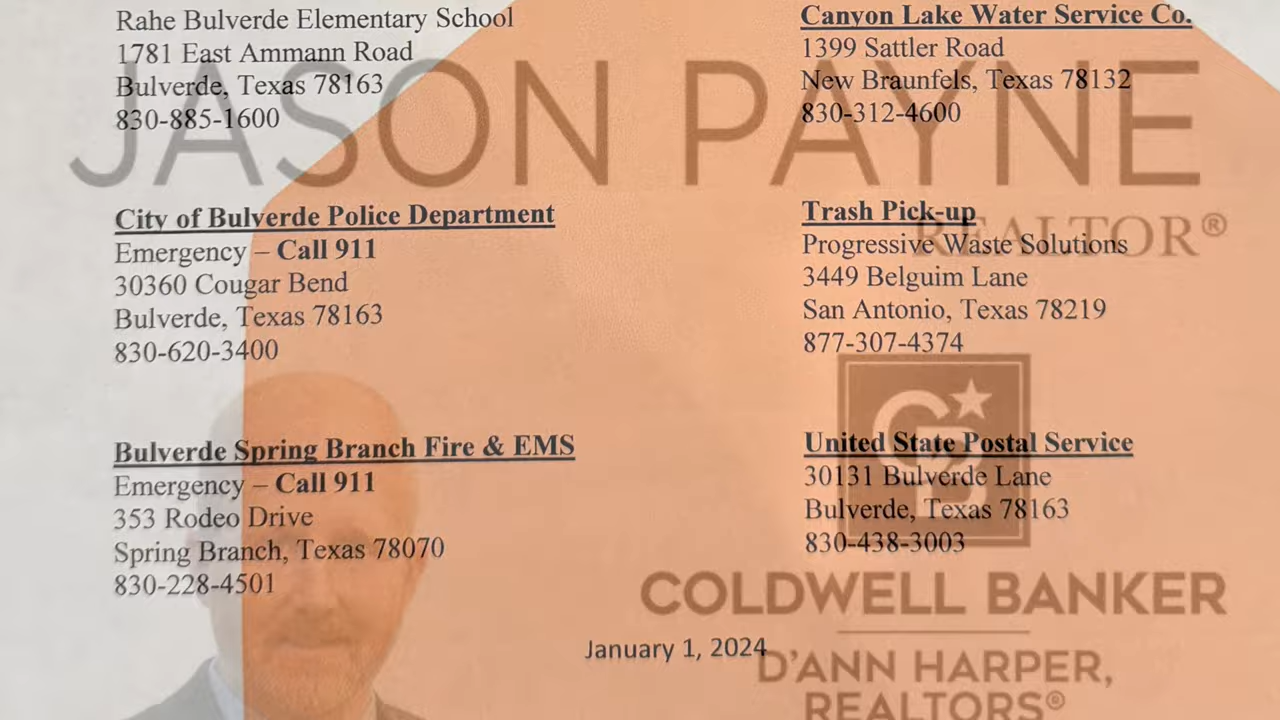 Rahe Bulverde Elementary School
1781 East Ammann Road
Bulverde, Texas 78163
830-885-1600
City of Bulverde Police Department
Emergency – Call 911
30360 Cougar Bend
Bulverde, Texas 78163
830-620-3400
Bulverde Spring Branch Fire & EMS
Emergency – Call 911
353 Rodeo Drive
Spring Branch, Texas 78070
830-228-4501
Canyon Lake Water Service Co.
1399 Sattler Road
New Braunfels, Texas 78132
830-312-4600
Trash Pick-up
Progressive Waste Solutions
3449 Belguim Lane
San Antonio, Texas 78219
877-307-4374
United State Postal Service
30131 Bulverde Lane
Bulverde, Texas 78163
830-438-3003
January 1, 2024
JASON PAYNE
REALTOR®
CB
COLDWELL BANKER
D'ANN HARPER,
REALTORS®